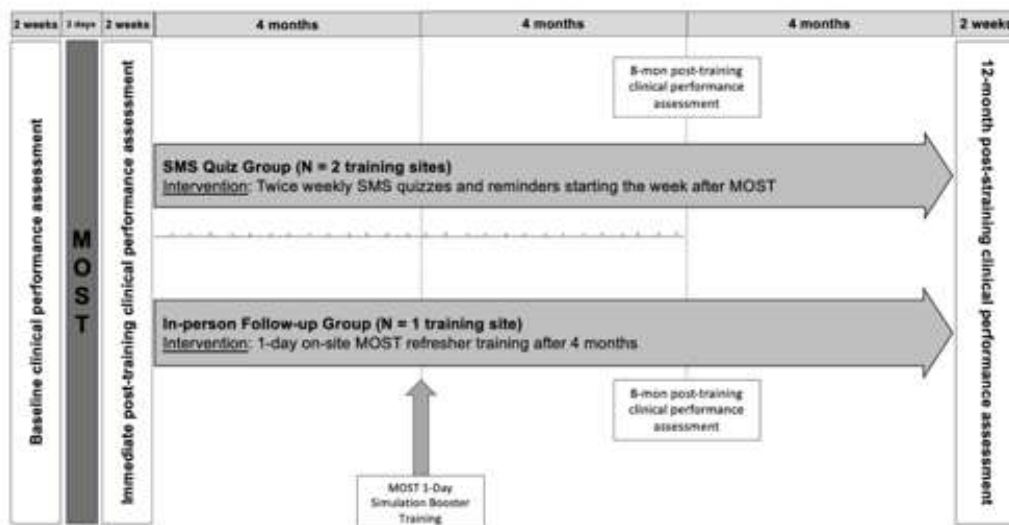 2 weeks
3 days
2 weeks
4 months
4 months
4 months
2 weeks
Baseline clinical performance assessment
MOST
Immediate post-training clinical performance assessment
8-mon post-training
clinical performance
assessment
SMS Quiz Group (N = 2 training sites)
Intervention: Twice weekly SMS quizzes and reminders starting the week after MOST
In-person Follow-up Group (N = 1 training site)
Intervention: 1-day on-site MOST refresher training after 4 months
8-mon post-training
clinical performance
assessment
MOST 1-Day
Simulation Booster
Training
12-month post-straining clinical performance assessment